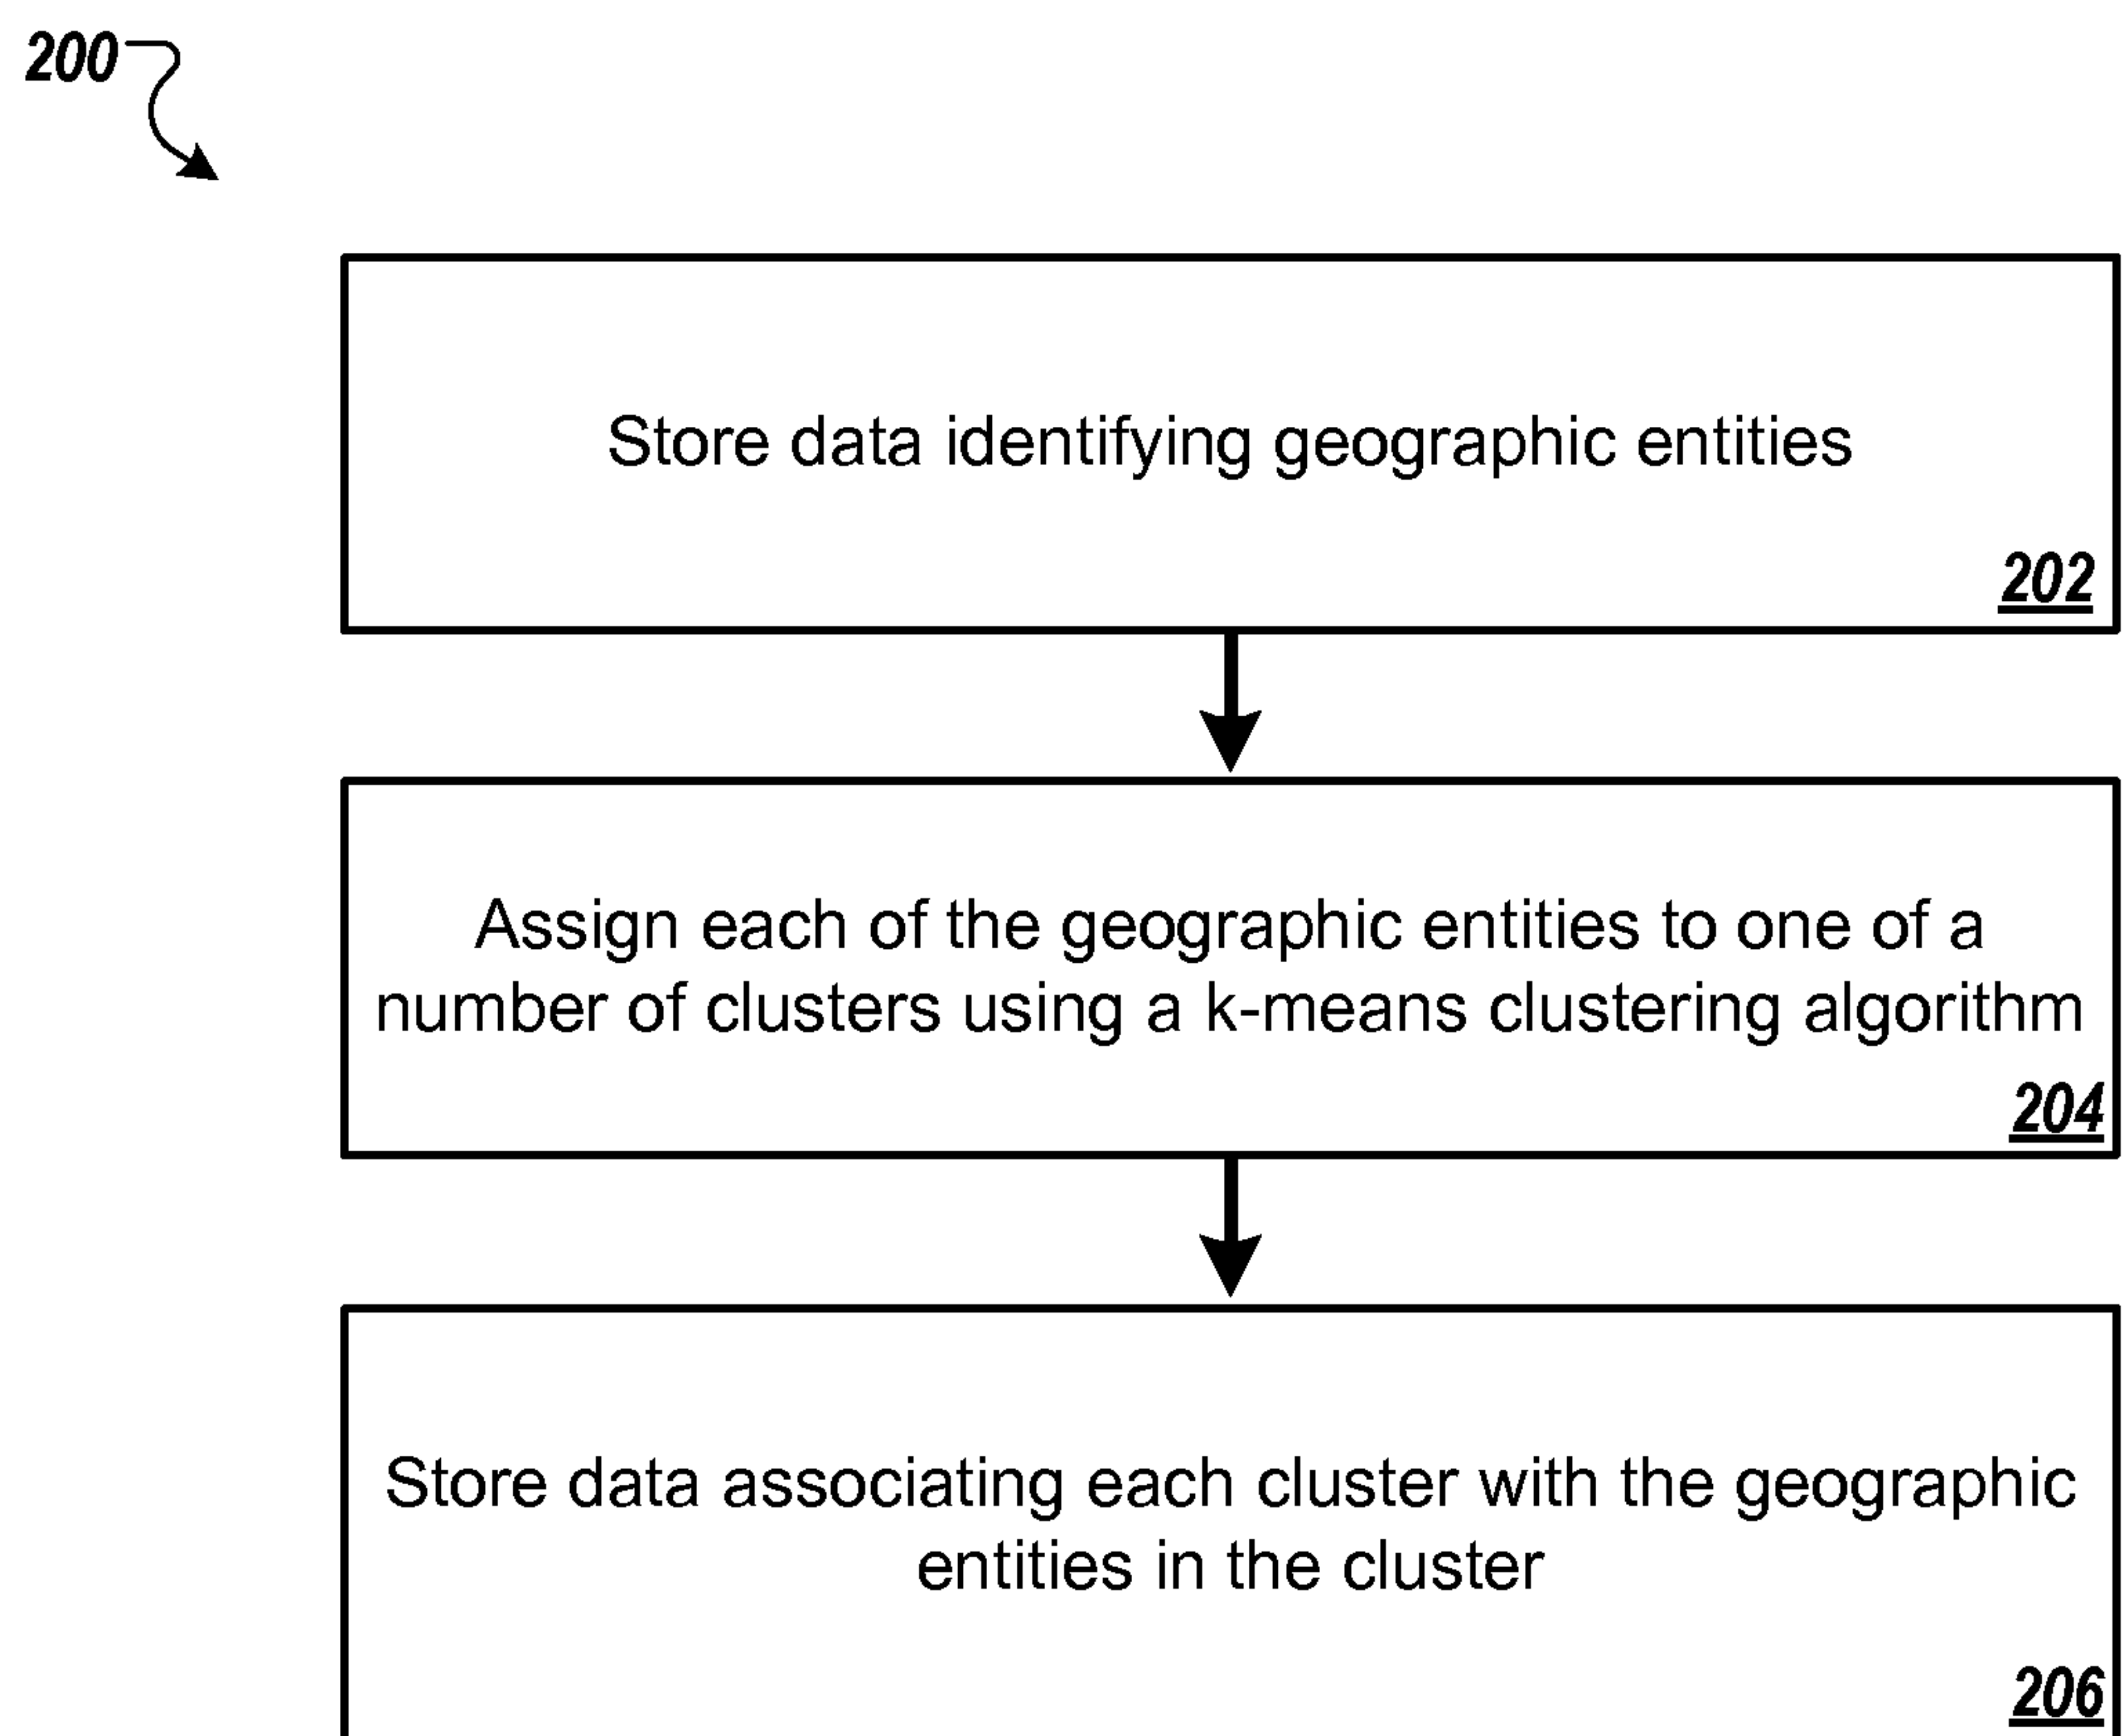 200
Store data identifying geographic entities
202
Assign each of the geographic entities to one of a
number of clusters using a k-means clustering algorithm
204
Store data associating each cluster with the geographic
entities in the cluster
206